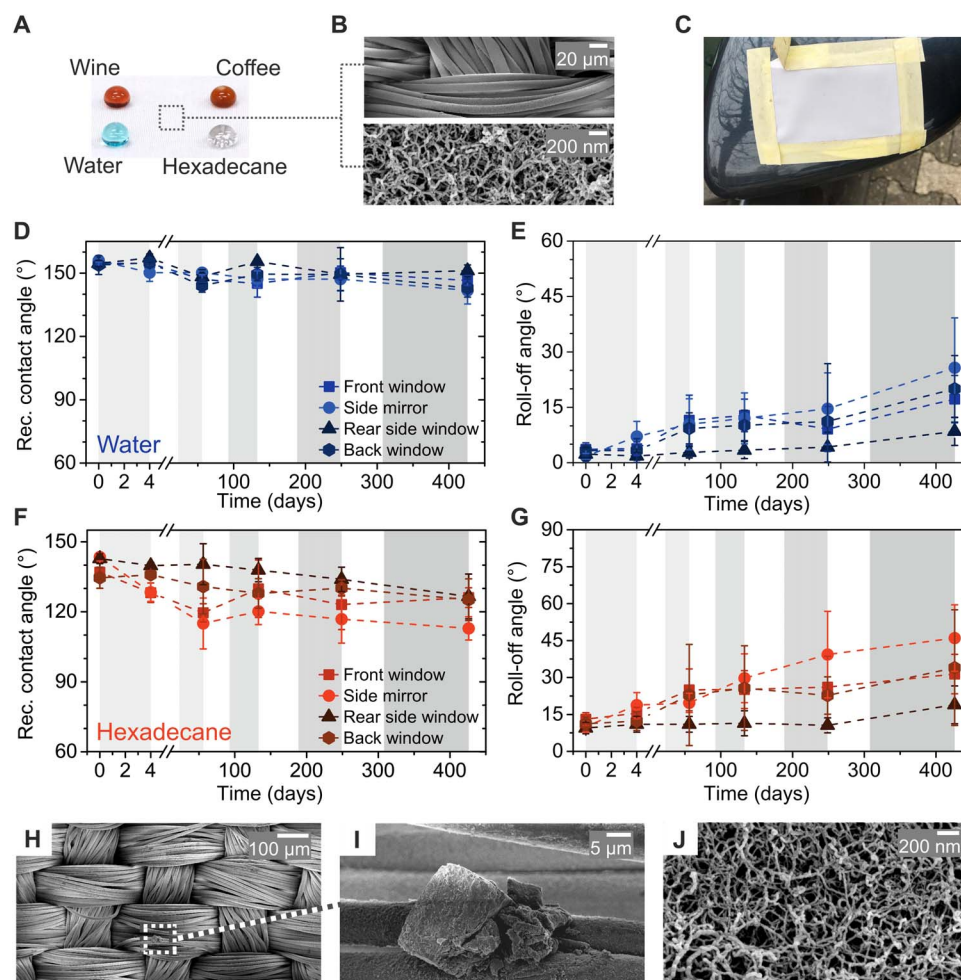 A
Wine
Coffee
Water
Hexadecane
B
20 µm
200 nm
C
D
Rec. contact angle (°)
150
120
90
60
Front window
Side mirror
Rear side window
Back window
Water
0 2 4 100 200 300 400
Time (days)
E
Roll-off angle (°)
60
45
30
15
0
0 2 4 100 200 300 400
Time (days)
F
Rec. contact angle (°)
150
120
90
60
Front window
Side mirror
Rear side window
Back window
Hexadecane
0 2 4 100 200 300 400
Time (days)
G
Roll-off angle (°)
90
75
60
45
30
15
0
0 2 4 100 200 300 400
Time (days)
H
100 µm
I
5 µm
J
200 nm